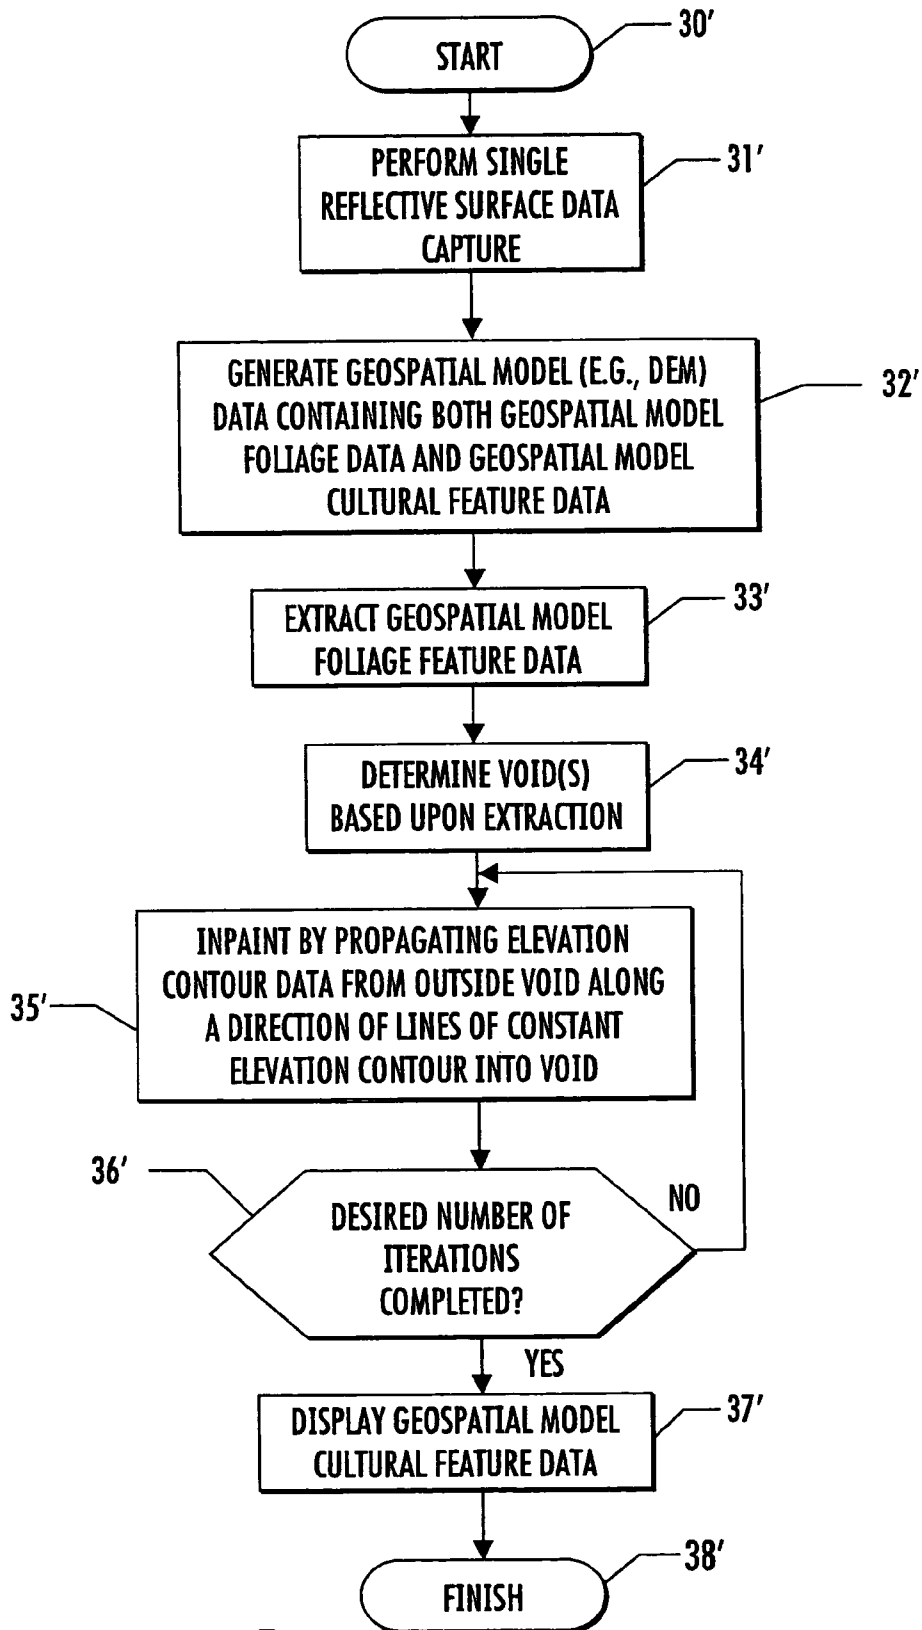 START
30'
PERFORM SINGLE
REFLECTIVE SURFACE DATA
CAPTURE
31'
GENERATE GEOSPATIAL MODEL (E.G., DEM)
DATA CONTAINING BOTH GEOSPATIAL MODEL
FOLIAGE DATA AND GEOSPATIAL MODEL
CULTURAL FEATURE DATA
32'
EXTRACT GEOSPATIAL MODEL
FOLIAGE FEATURE DATA
33'
DETERMINE VOID(S)
BASED UPON EXTRACTION
34'
INPAINT BY PROPAGATING ELEVATION
CONTOUR DATA FROM OUTSIDE VOID ALONG
A DIRECTION OF LINES OF CONSTANT
ELEVATION CONTOUR INTO VOID
35'
36'
DESIRED NUMBER OF
ITERATIONS
COMPLETED?
NO
YES
DISPLAY GEOSPATIAL MODEL
CULTURAL FEATURE DATA
37'
FINISH
38'